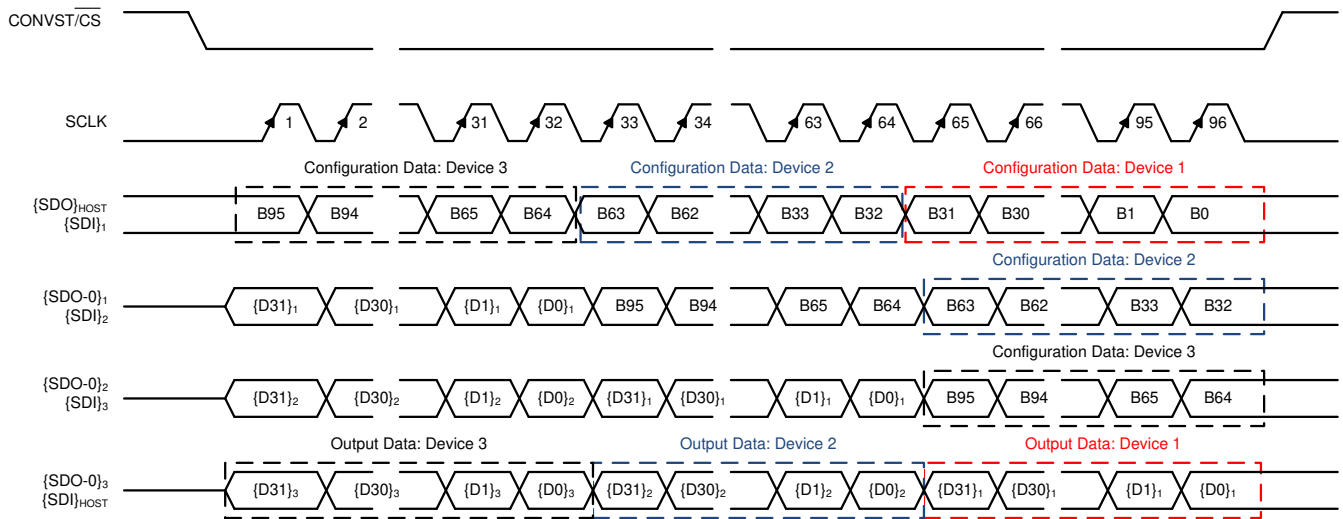 CONVST/CS
SCLK
1 2 31 32 33 34 63 64 65 66 95 96
Configuration Data: Device 3 Configuration Data: Device 2 Configuration Data: Device 1
{SDO}HOST
{SDI}1
B95 B94 B65 B64 B63 B62 B33 B32 B31 B30 B1 B0
Configuration Data: Device 2
{SDO-0}1
{SDI}2
{D31}1 {D30}1 {D1}1 {D0}1 B95 B94 B65 B64 B63 B62 B33 B32
Configuration Data: Device 3
{SDO-0}2
{SDI}3
{D31}2 {D30}2 {D1}2 {D0}2 {D31}1 {D30}1 {D1}1 {D0}1 B95 B94 B65 B64
Output Data: Device 3 Output Data: Device 2 Output Data: Device 1
{SDO-0}3
{SDI}HOST
{D31}3 {D30}3 {D1}3 {D0}3 {D31}2 {D30}2 {D1}2 {D0}2 {D31}1 {D30}1 {D1}1 {D0}1